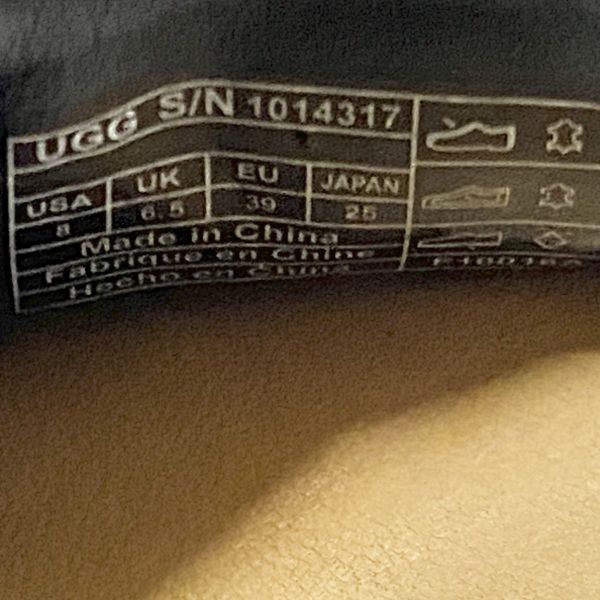 UGG S/N 1014317
USA UK EU JAPAN
8 6.5 39 25
Made in China
Fabrique en Chine
Hecho en China